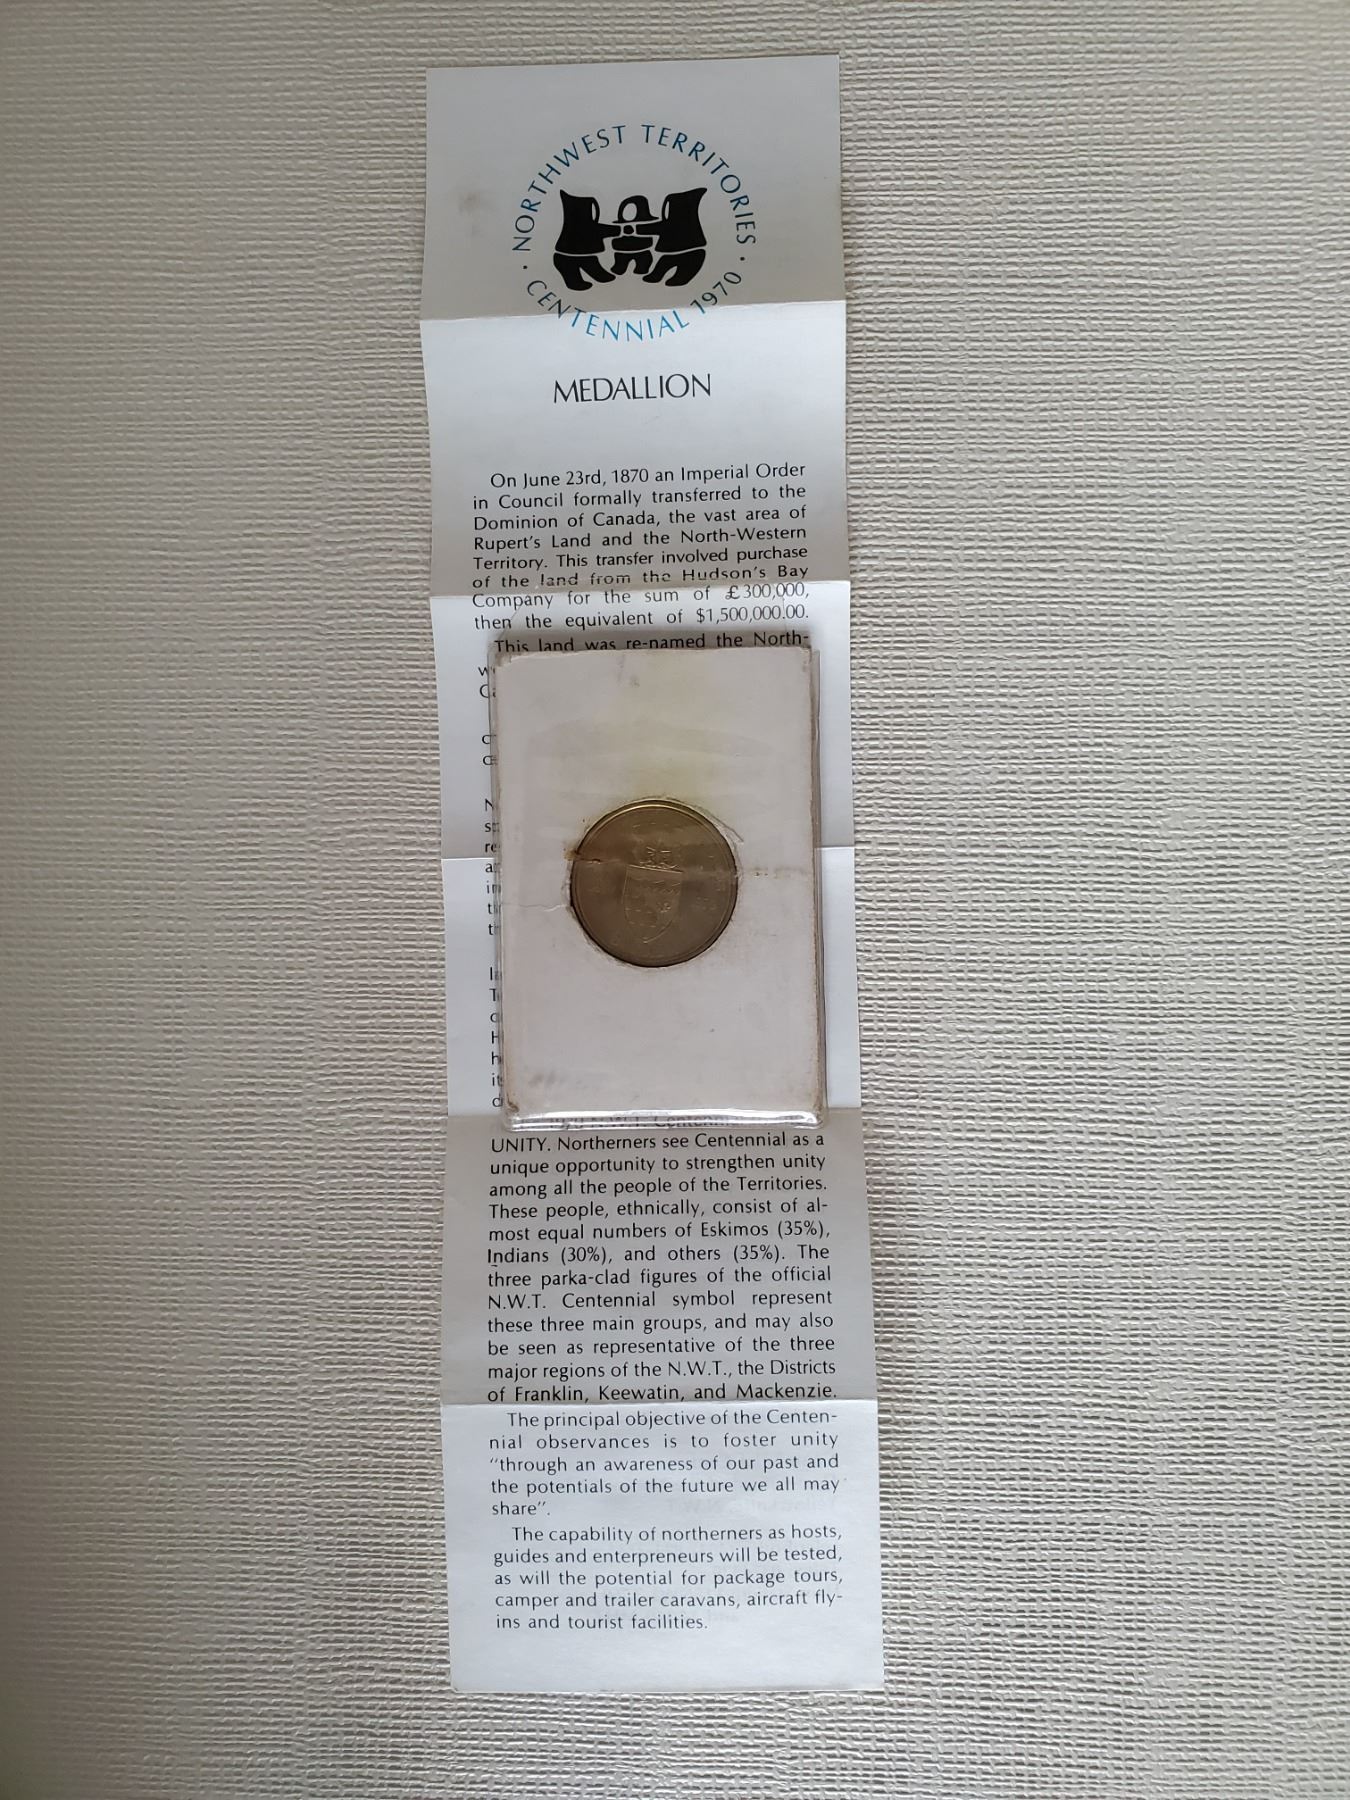 NORTHWEST TERRITORIES
· CENTENNIAL 1970 ·
MEDALLION
On June 23rd, 1870 an Imperial Order
in Council formally transferred to the
Dominion of Canada, the vast area of
Rupert's Land and the North-Western
Territory. This transfer involved purchase
of the land from the Hudson's Bay
Company for the sum of £300,000,
then the equivalent of $1,500,000.00.
This land was re-named the North-
UNITY. Northerners see Centennial as a
unique opportunity to strengthen unity
among all the people of the Territories.
These people, ethnically, consist of al-
most equal numbers of Eskimos (35%),
Indians (30%), and others (35%). The
three parka-clad figures of the official
N.W.T. Centennial symbol represent
these three main groups, and may also
be seen as representative of the three
major regions of the N.W.T., the Districts
of Franklin, Keewatin, and Mackenzie.
The principal objective of the Centen-
nial observances is to foster unity
"through an awareness of our past and
the potentials of the future we all may
share".
The capability of northerners as hosts,
guides and enterpreneurs will be tested,
as will the potential for package tours,
camper and trailer caravans, aircraft fly-
ins and tourist facilities.